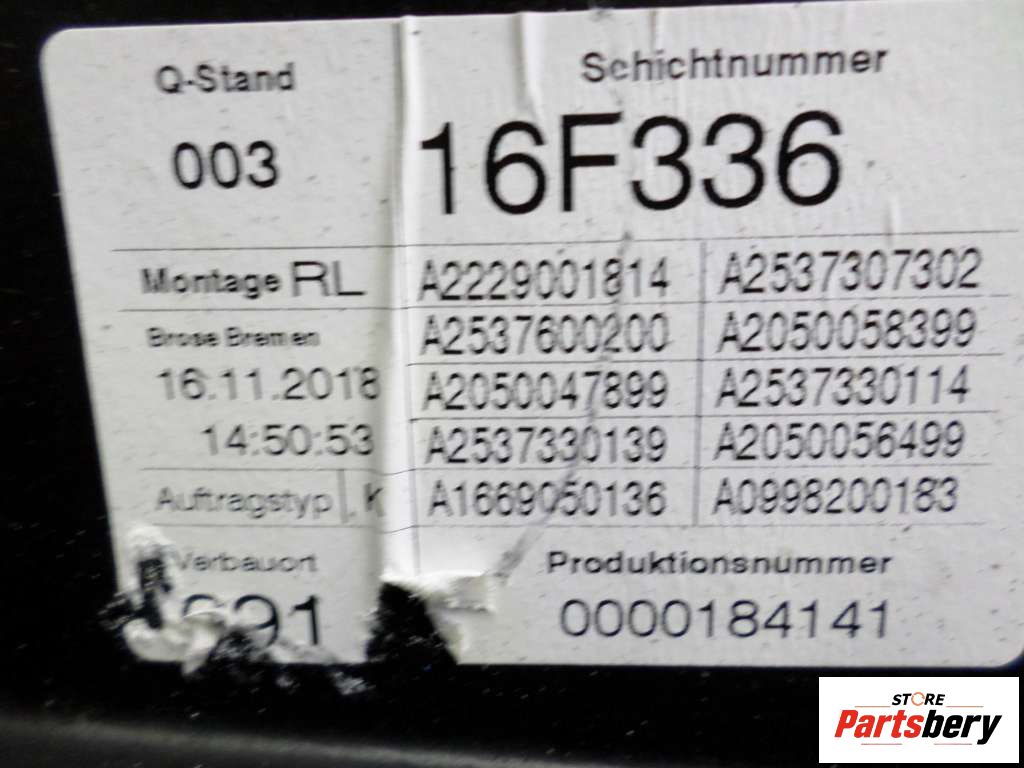 Q-Stand Schichtnummer
003 16F336
Montage RL A2229001814 A2537307302
Brose Bremen A2537600200 A2050058399
16.11.2018 A2050047899 A2537330114
14:50:53 A2537330139 A2050056499
Auftragstyp K A1669050136 A0998200183
Verbauort Produktionsnummer
0000184141
STORE
Partsbery